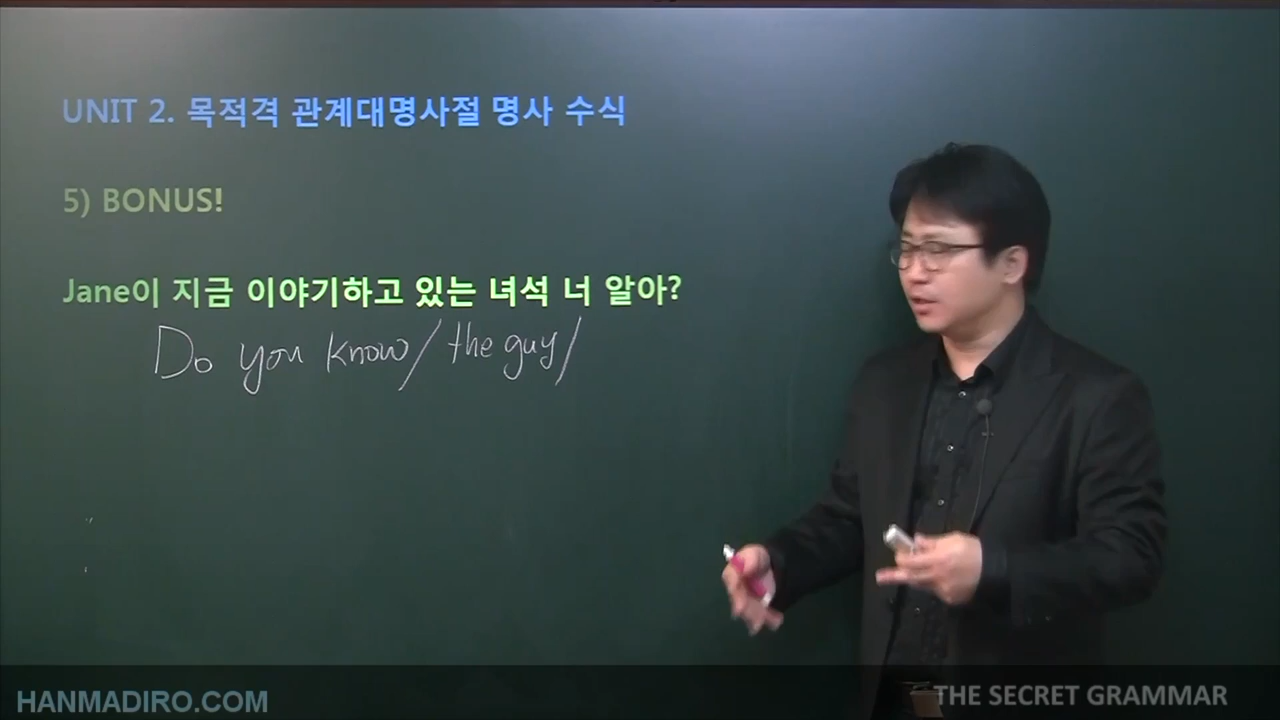 UNIT 2. 목적격 관계대명사절 명사 수식
5) BONUS!
Jane이 지금 이야기하고 있는 녀석 너 알아?
Do you know/ the guy/
HANMADIRO.COM
THE SECRET GRAMMAR